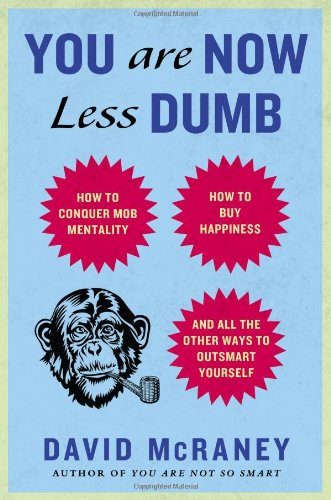 YOU are NOW
Less DUMB
HOW TO
CONQUER MOB
MENTALITY
HOW TO
BUY
HAPPINESS
AND ALL THE
OTHER WAYS TO
OUTSMART
YOURSELF
DAVID McRANEY
AUTHOR OF YOU ARE NOT SO SMART